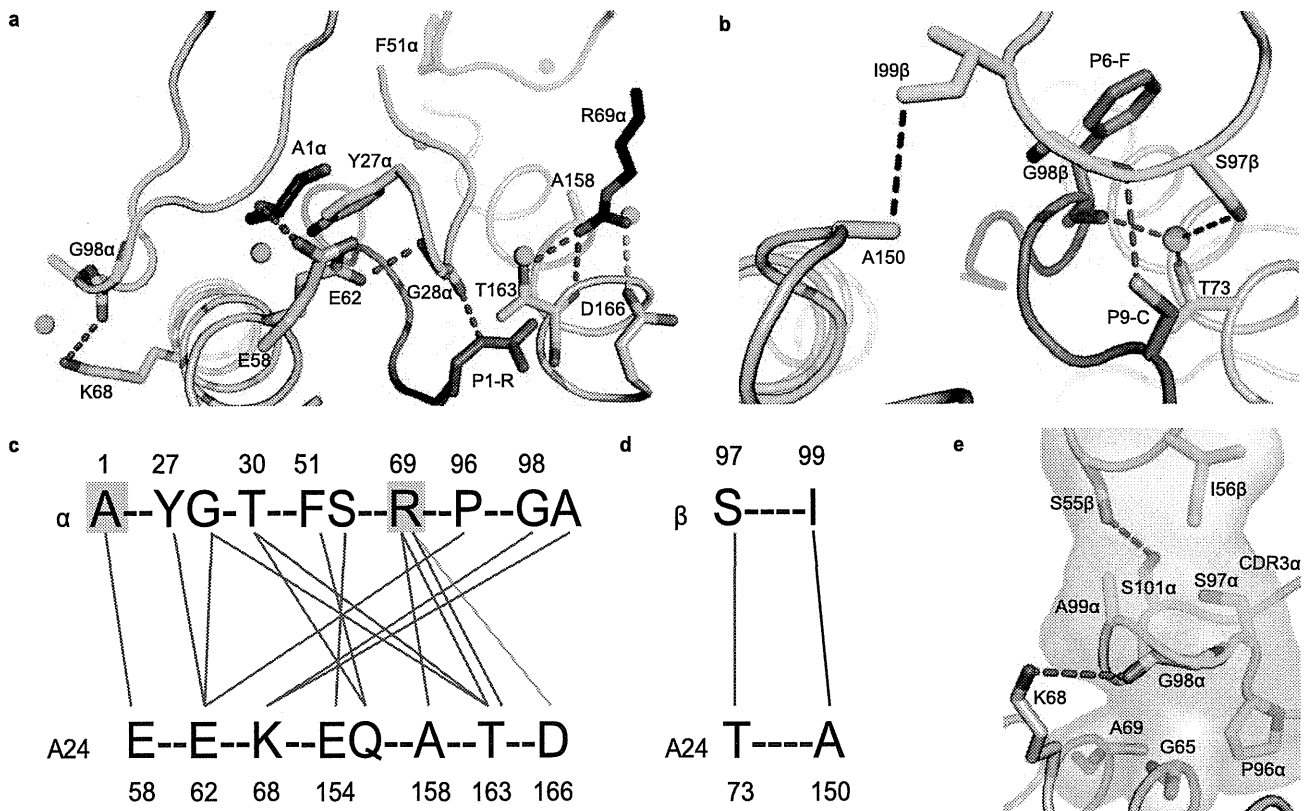 a
F51α
R69α
A1α
Y27α
A158
G98α
E62
G28α
T163
D166
E58
K68
P1-R
b
I99β
P6-F
S97β
G98β
A150
T73
P9-C
c
1 27 30 51 69 96 98
α A--YG-T--FS--R--P--GA
A24 E--E--K--EQ--A--T--D
58 62 68 154 158 163 166
d
97 99
β S----I
A24 T----A
73 150
e
I56β
S55β
CDR3α
S101α
S97α
A99α
G98α
K68
A69
G65
P96α